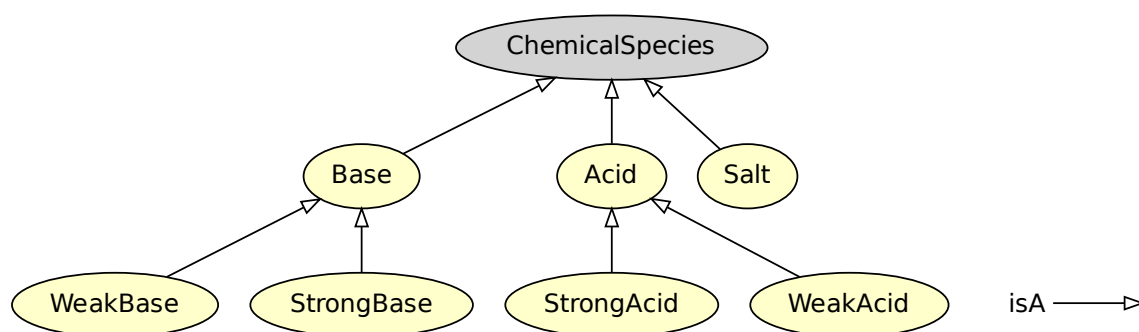 ChemicalSpecies
Base
Acid
Salt
WeakBase
StrongBase
StrongAcid
WeakAcid
isA